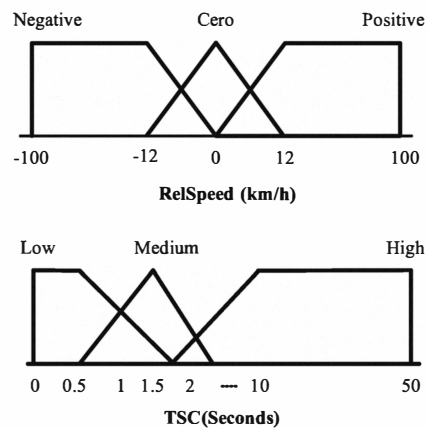 Negative Cero Positive
-100 -12 0 12 100
RelSpeed (km/h)
Low Medium High
0 0.5 1 1.5 2 ---- 10 50
TSC(Seconds)